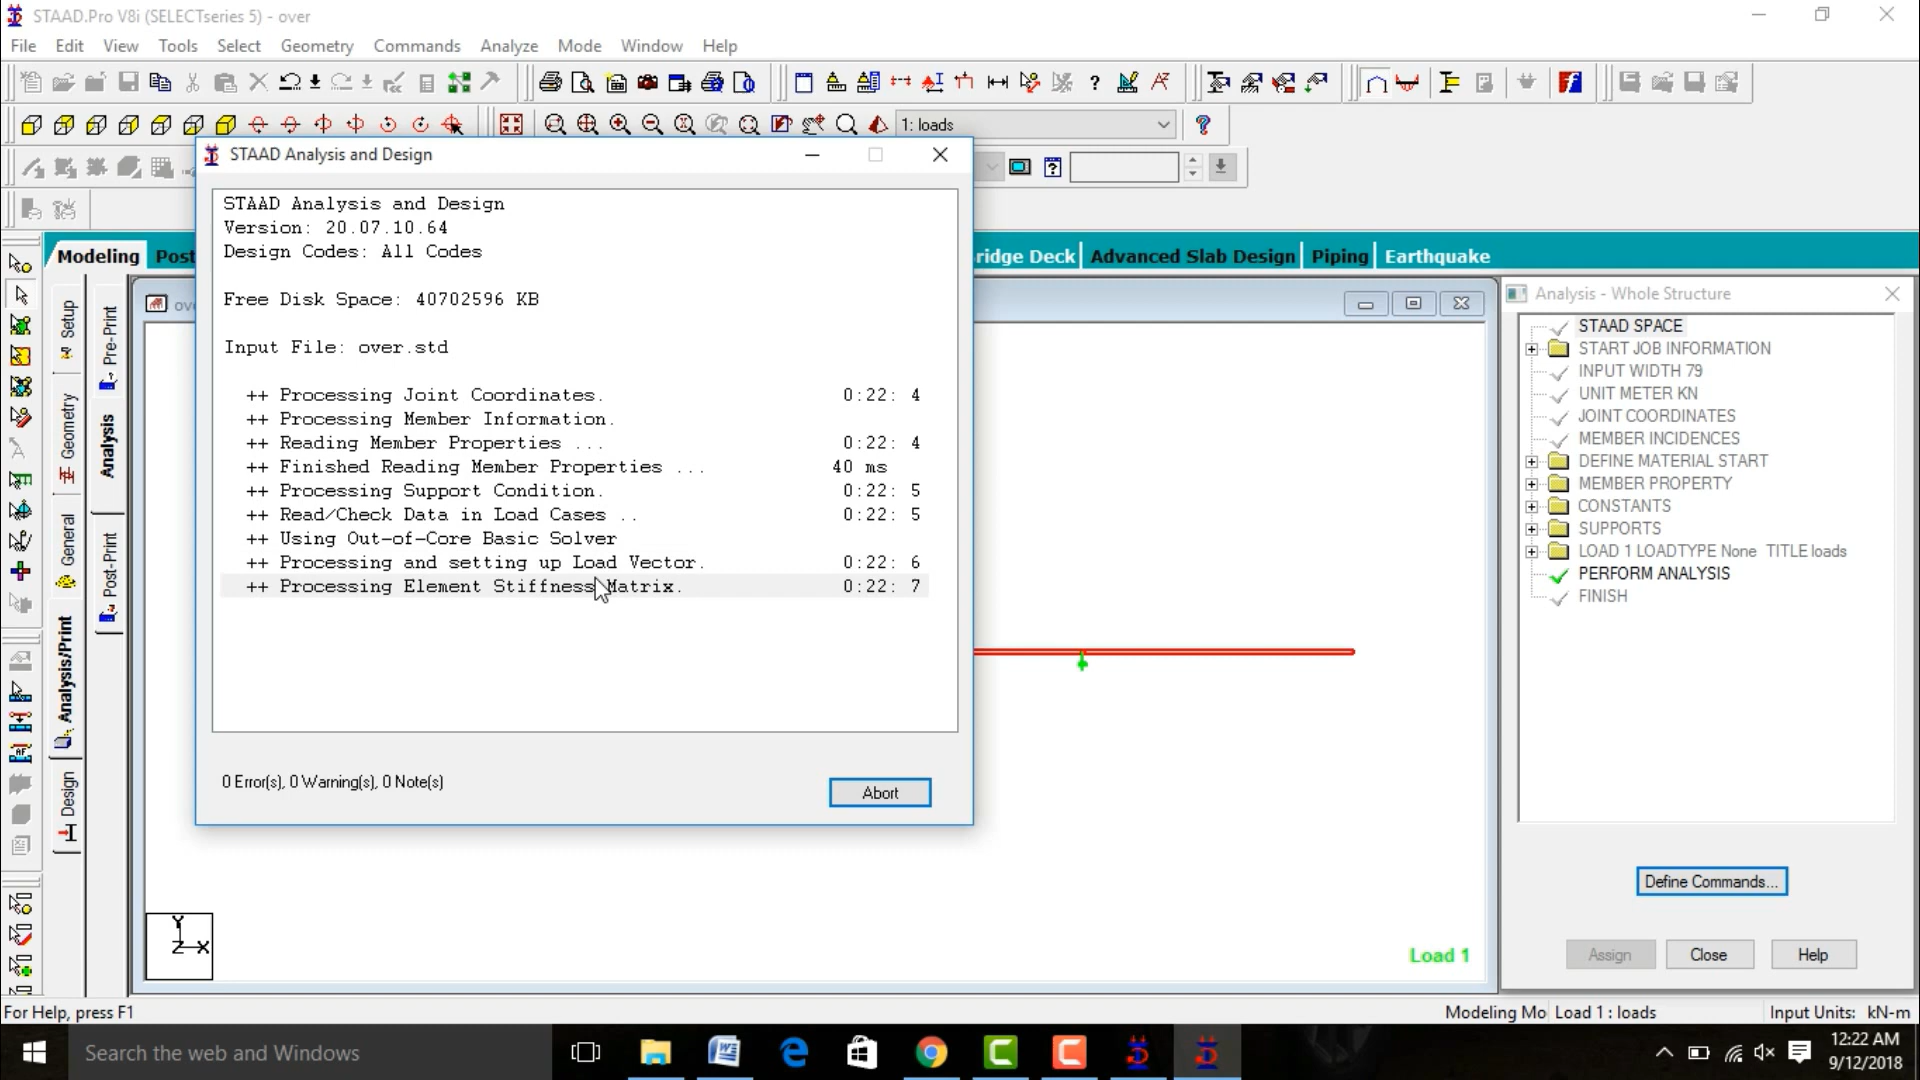 STAAD.Pro V8i (SELECTseries 5) - over
File Edit View Tools Select Geometry Commands Analyze Mode Window Help
1: loads
STAAD Analysis and Design
STAAD Analysis and Design
Version: 20.07.10.64
Design Codes: All Codes
Free Disk Space: 40702596 KB
Input File: over.std
++ Processing Joint Coordinates. 0:22: 4
++ Processing Member Information.
++ Reading Member Properties ... 0:22: 4
++ Finished Reading Member Properties ... 40 ms
++ Processing Support Condition. 0:22: 5
++ Read/Check Data in Load Cases .. 0:22: 5
++ Using Out-of-Core Basic Solver
++ Processing and setting up Load Vector. 0:22: 6
++ Processing Element Stiffness Matrix. 0:22: 7
0 Error(s), 0 Warning(s), 0 Note(s)
Abort
Modeling Post ridge Deck Advanced Slab Design Piping Earthquake
Setup
Geometry
General
Analysis/Print
Design
Pre-Print
Analysis
Post-Print
ov
Y
Z X
Load 1
Analysis - Whole Structure
STAAD SPACE
START JOB INFORMATION
INPUT WIDTH 79
UNIT METER KN
JOINT COORDINATES
MEMBER INCIDENCES
DEFINE MATERIAL START
MEMBER PROPERTY
CONSTANTS
SUPPORTS
LOAD 1 LOADTYPE None TITLE loads
PERFORM ANALYSIS
FINISH
Define Commands...
Assign Close Help
For Help, press F1
Modeling Mo Load 1 : loads Input Units: kN-m
Search the web and Windows
12:22 AM
9/12/2018